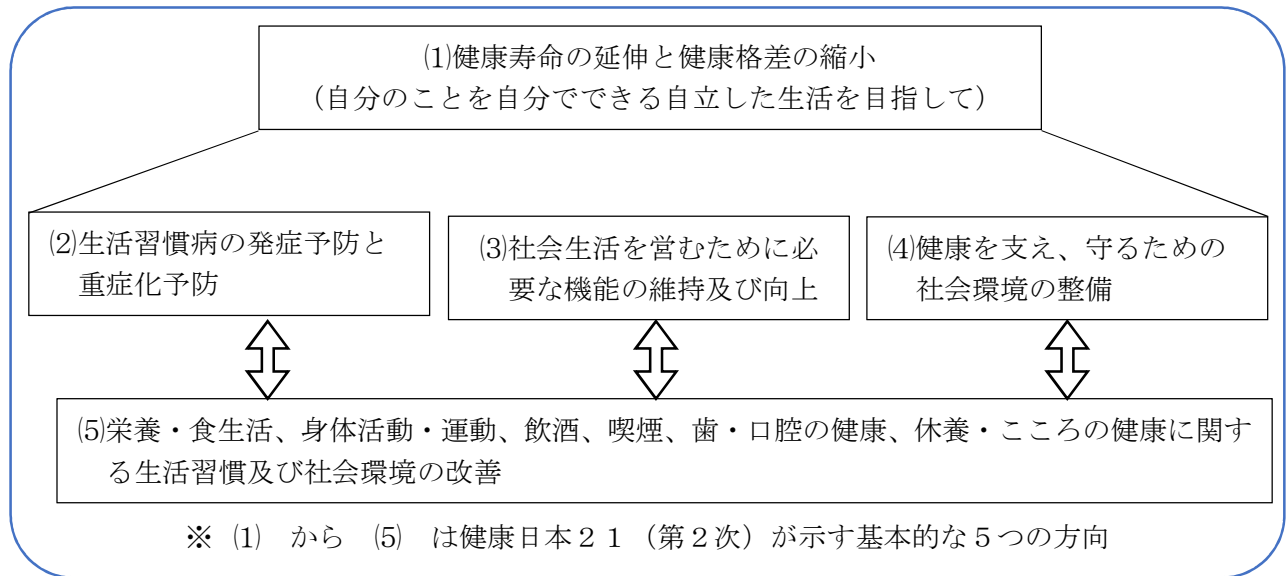 ⑴健康寿命の延伸と健康格差の縮小
（自分のことを自分でできる自立した生活を目指して）
⑵生活習慣病の発症予防と
重症化予防
⑶社会生活を営むために必
要な機能の維持及び向上
⑷健康を支え、守るための
社会環境の整備
⑸栄養・食生活、身体活動・運動、飲酒、喫煙、歯・口腔の健康、休養・こころの健康に関す
る生活習慣及び社会環境の改善
※ ⑴　から　⑸　は健康日本２１（第２次）が示す基本的な５つの方向